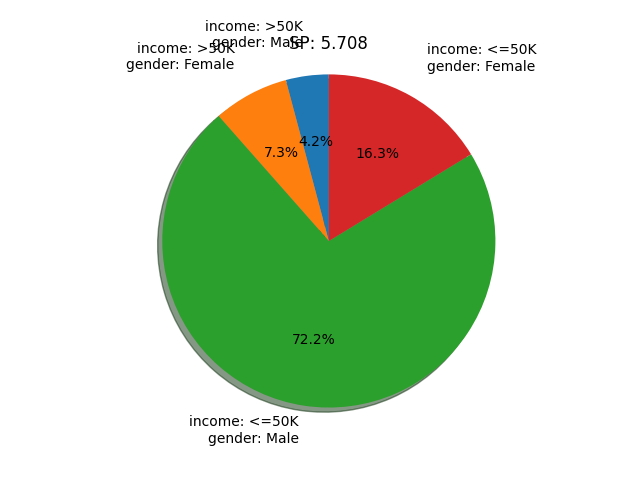 income: >50K
gender: Male
SP: 5.708
income: >50K
gender: Female
income: <=50K
gender: Female
4.2%
7.3%
16.3%
72.2%
income: <=50K
gender: Male